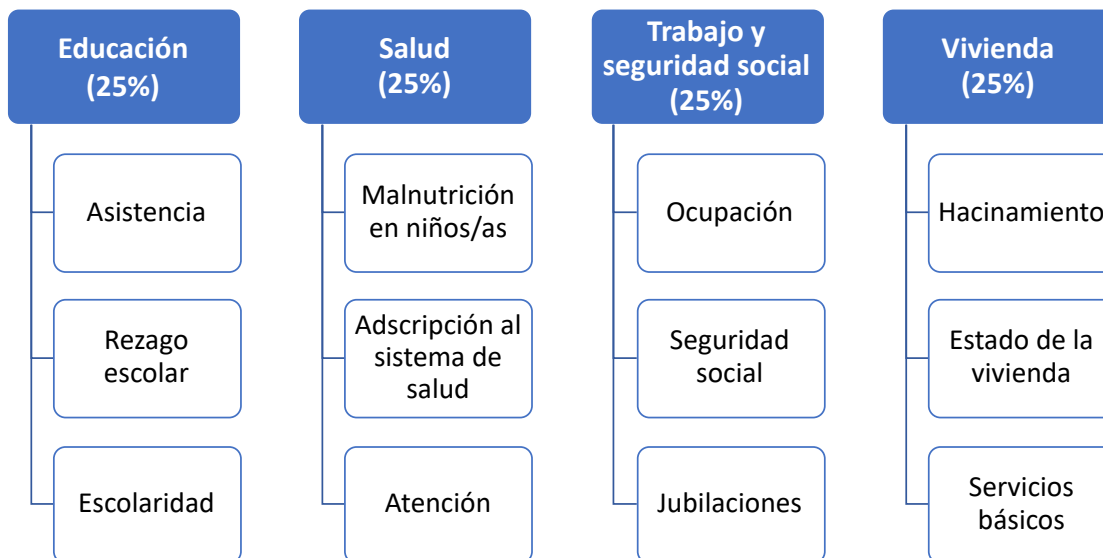 Educación
(25%)
Asistencia
Rezago
escolar
Escolaridad
Salud
(25%)
Malnutrición
en niños/as
Adscripción al
sistema de
salud
Atención
Trabajo y
seguridad social
(25%)
Ocupación
Seguridad
social
Jubilaciones
Vivienda
(25%)
Hacinamiento
Estado de la
vivienda
Servicios
básicos